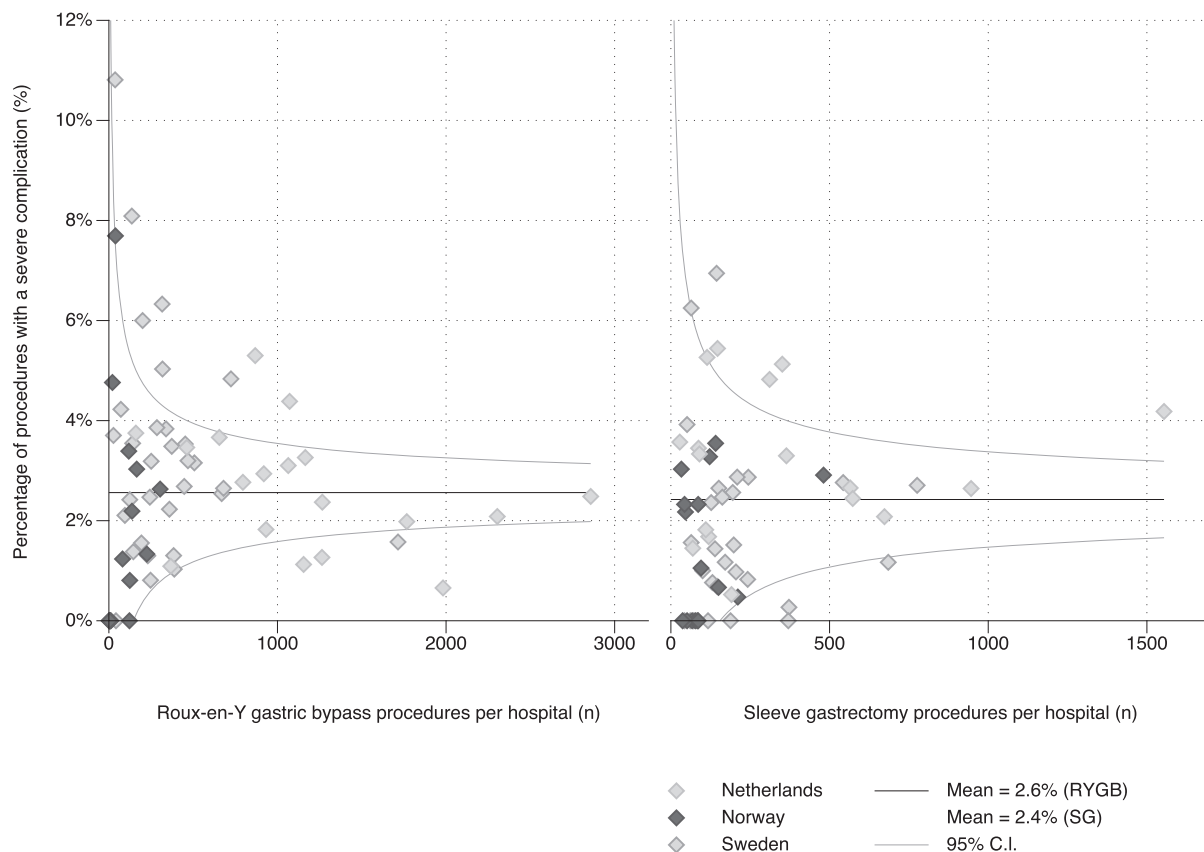 Percentage of procedures with a severe complication (%)
12%
10%
8%
6%
4%
2%
0%
0 1000 2000 3000
0 500 1000 1500
Roux-en-Y gastric bypass procedures per hospital (n)
Sleeve gastrectomy procedures per hospital (n)
Netherlands Mean = 2.6% (RYGB)
Norway Mean = 2.4% (SG)
Sweden 95% C.I.